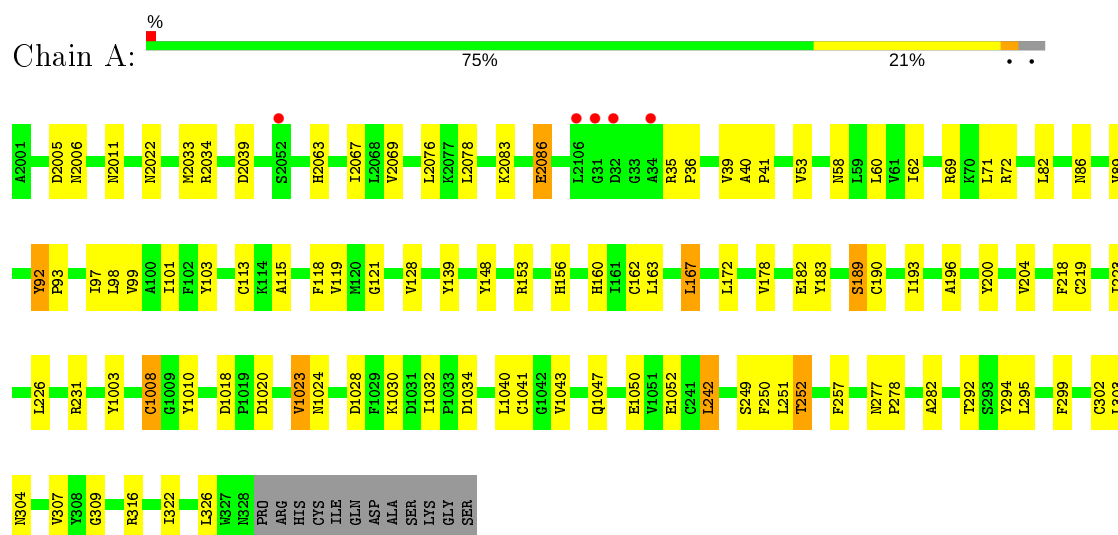 %
Chain A:
75% 21% • •
A2001 D2005 N2006 N2011 N2022 M2033 R2034 D2039 S2052 H2063 I2067 L2068 V2069 L2076 K2077 L2078 K2083 E2086 L2106 G31 D32 G33 A34 R35 P36 V39 A40 P41 V53 N58 L59 L60 V61 I62 R69 K70 L71 R72 L82 N86
Y92 P93 I97 L98 V99 A100 I101 F102 Y103 C113 K114 A115 F118 V119 M120 G121 V128 Y139 Y148 R153 H156 H160 I161 C162 L163 L167 L172 V178 E182 Y183 S189 C190 I193 A196 Y200 V204 F218 C219
L226 R231 Y1003 C1008 G1009 Y1010 D1018 P1019 D1020 V1023 N1024 D1028 F1029 K1030 D1031 I1032 P1033 D1034 L1040 C1041 G1042 V1043 Q1047 E1050 V1051 E1052 C241 L242 S249 F250 L251 T252 F257 N277 P278 A282 T292 S293 Y294 L295 F299 C302
N304 V307 Y308 G309 R316 I322 L326 W327 N328 PRO ARG HIS CYS ILE GLN ASP ALA SER LYS GLY SER